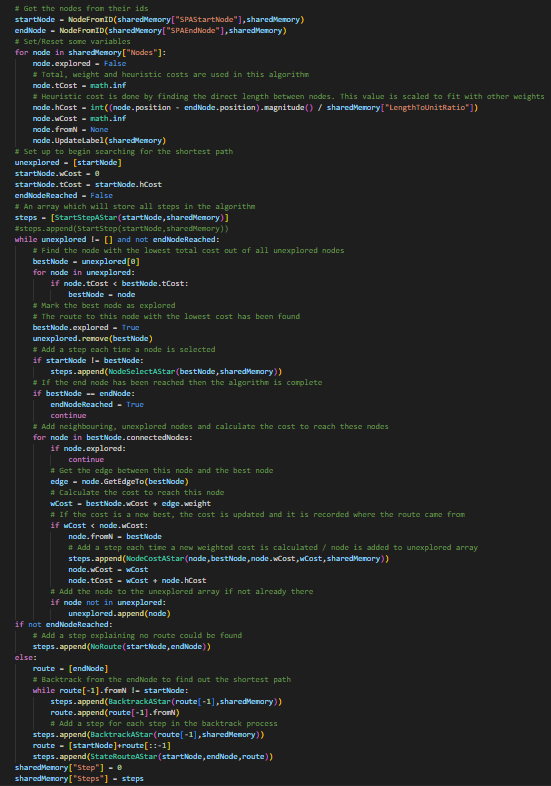 # Get the nodes from their ids
startNode = NodeFromID(sharedMemory["SPAStartNode"],sharedMemory)
endNode = NodeFromID(sharedMemory["SPAEndNode"],sharedMemory)
# Set/Reset some variables
for node in sharedMemory["Nodes"]:
    node.explored = False
    # Total, weight and heuristic costs are used in this algorithm
    node.tCost = math.inf
    # Heuristic cost is done by finding the direct length between nodes. This value is scaled to fit with other weights
    node.hCost = int((node.position - endNode.position).magnitude() / sharedMemory["LengthToUnitRatio"])
    node.wCost = math.inf
    node.fromN = None
    node.UpdateLabel(sharedMemory)
# Set up to begin searching for the shortest path
unexplored = [startNode]
startNode.wCost = 0
startNode.tCost = startNode.hCost
endNodeReached = False
# An array which will store all steps in the algorithm
steps = [StartStepAStar(startNode,sharedMemory)]
#steps.append(StartStep(startNode,sharedMemory))
while unexplored != [] and not endNodeReached:
    # Find the node with the lowest total cost out of all unexplored nodes
    bestNode = unexplored[0]
    for node in unexplored:
        if node.tCost < bestNode.tCost:
            bestNode = node
    # Mark the best node as explored
    # The route to this node with the lowest cost has been found
    bestNode.explored = True
    unexplored.remove(bestNode)
    # Add a step each time a node is selected
    if startNode != bestNode:
        steps.append(NodeSelectAStar(bestNode,sharedMemory))
    # If the end node has been reached then the algorithm is complete
    if bestNode == endNode:
        endNodeReached = True
        continue
    # Add neighbouring, unexplored nodes and calculate the cost to reach these nodes
    for node in bestNode.connectedNodes:
        if node.explored:
            continue
        # Get the edge between this node and the best node
        edge = node.GetEdgeTo(bestNode)
        # Calculate the cost to reach this node
        wCost = bestNode.wCost + edge.weight
        # If the cost is a new best, the cost is updated and it is recorded where the route came from
        if wCost < node.wCost:
            node.fromN = bestNode
            # Add a step each time a new weighted cost is calculated / node is added to unexplored array
            steps.append(NodeCostAStar(node,bestNode,node.wCost,wCost,sharedMemory))
            node.wCost = wCost
            node.tCost = wCost + node.hCost
        # Add the node to the unexplored array if not already there
        if node not in unexplored:
            unexplored.append(node)
if not endNodeReached:
    # Add a step explaining no route could be found
    steps.append(NoRoute(startNode,endNode))
else:
    route = [endNode]
    # Backtrack from the endNode to find out the shortest path
    while route[-1].fromN != startNode:
        steps.append(BacktrackAStar(route[-1],sharedMemory))
        route.append(route[-1].fromN)
        # Add a step for each step in the backtrack process
    steps.append(BacktrackAStar(route[-1],sharedMemory))
    route = [startNode]+route[::-1]
    steps.append(StateRouteAStar(startNode,endNode,route))
sharedMemory["Step"] = 0
sharedMemory["Steps"] = steps